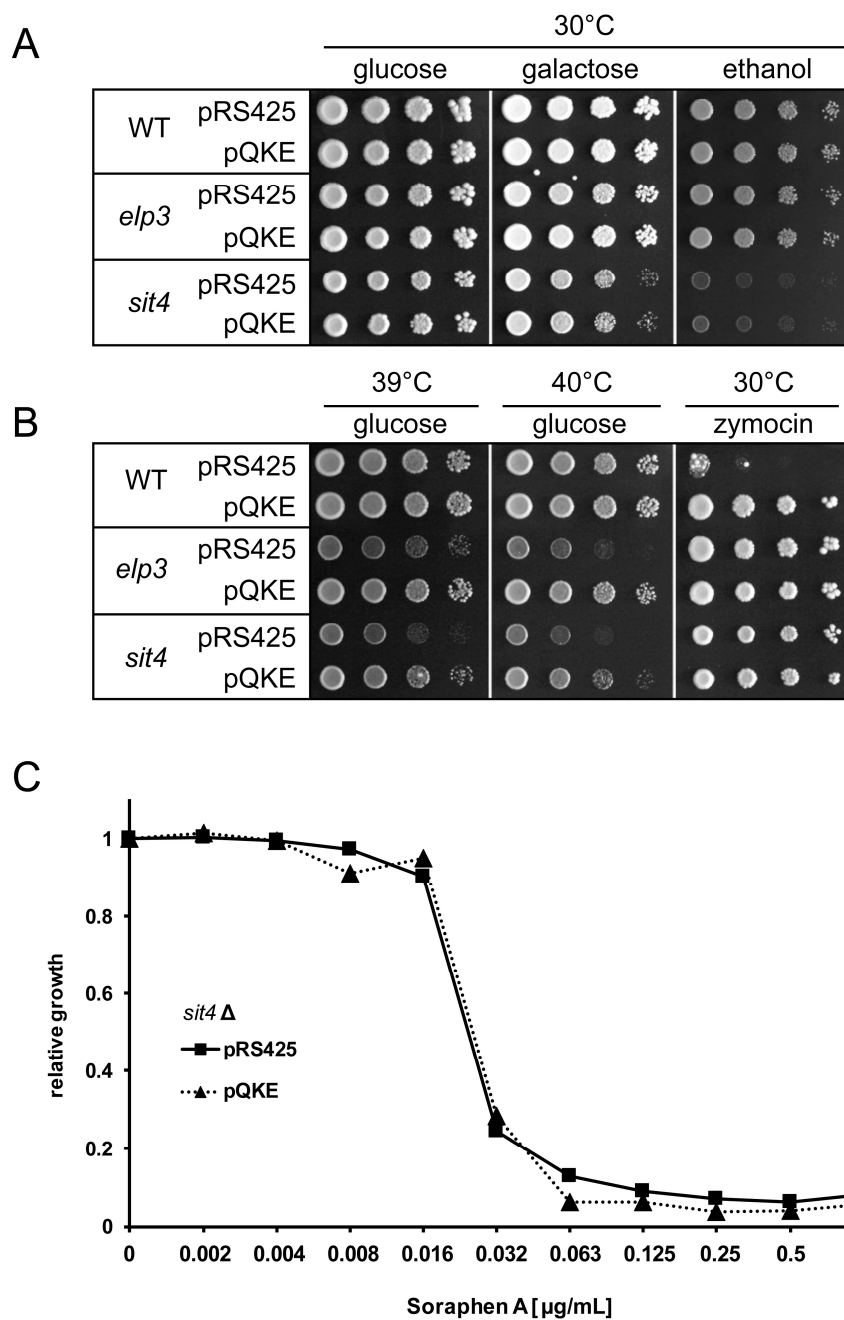 A
30°C
glucose galactose ethanol
WT pRS425
pQKE
elp3 pRS425
pQKE
sit4 pRS425
pQKE
B
39°C 40°C 30°C
glucose glucose zymocin
WT pRS425
pQKE
elp3 pRS425
pQKE
sit4 pRS425
pQKE
C
1
0.8
0.6
0.4
0.2
0
relative growth
sit4 Δ
pRS425
pQKE
0 0.002 0.004 0.008 0.016 0.032 0.063 0.125 0.25 0.5
Soraphen A [µg/mL]